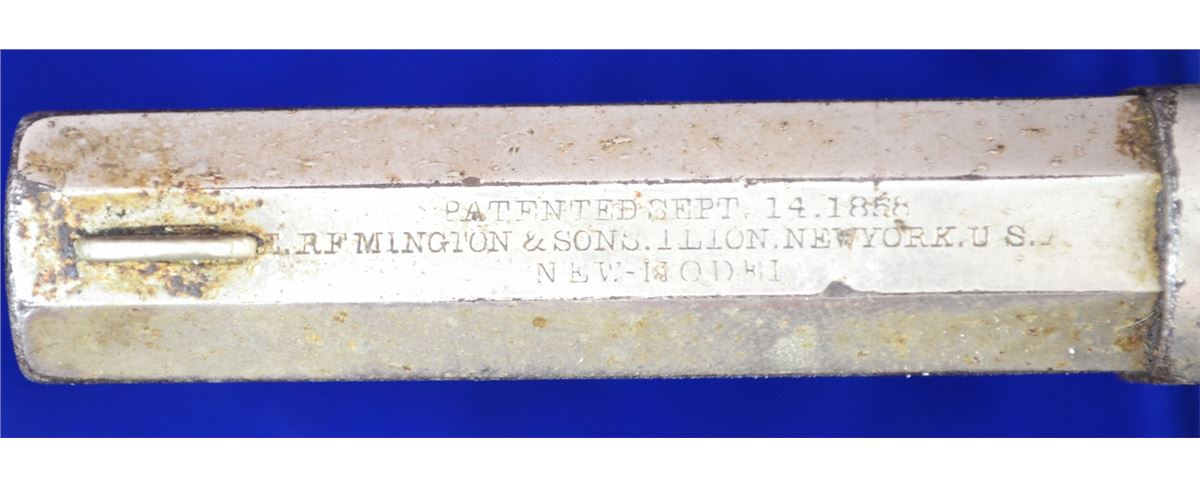 PATENTED SEPT. 14.1858
E. REMINGTON & SONS. ILION. NEW YORK. U S.A
NEW-MODEL